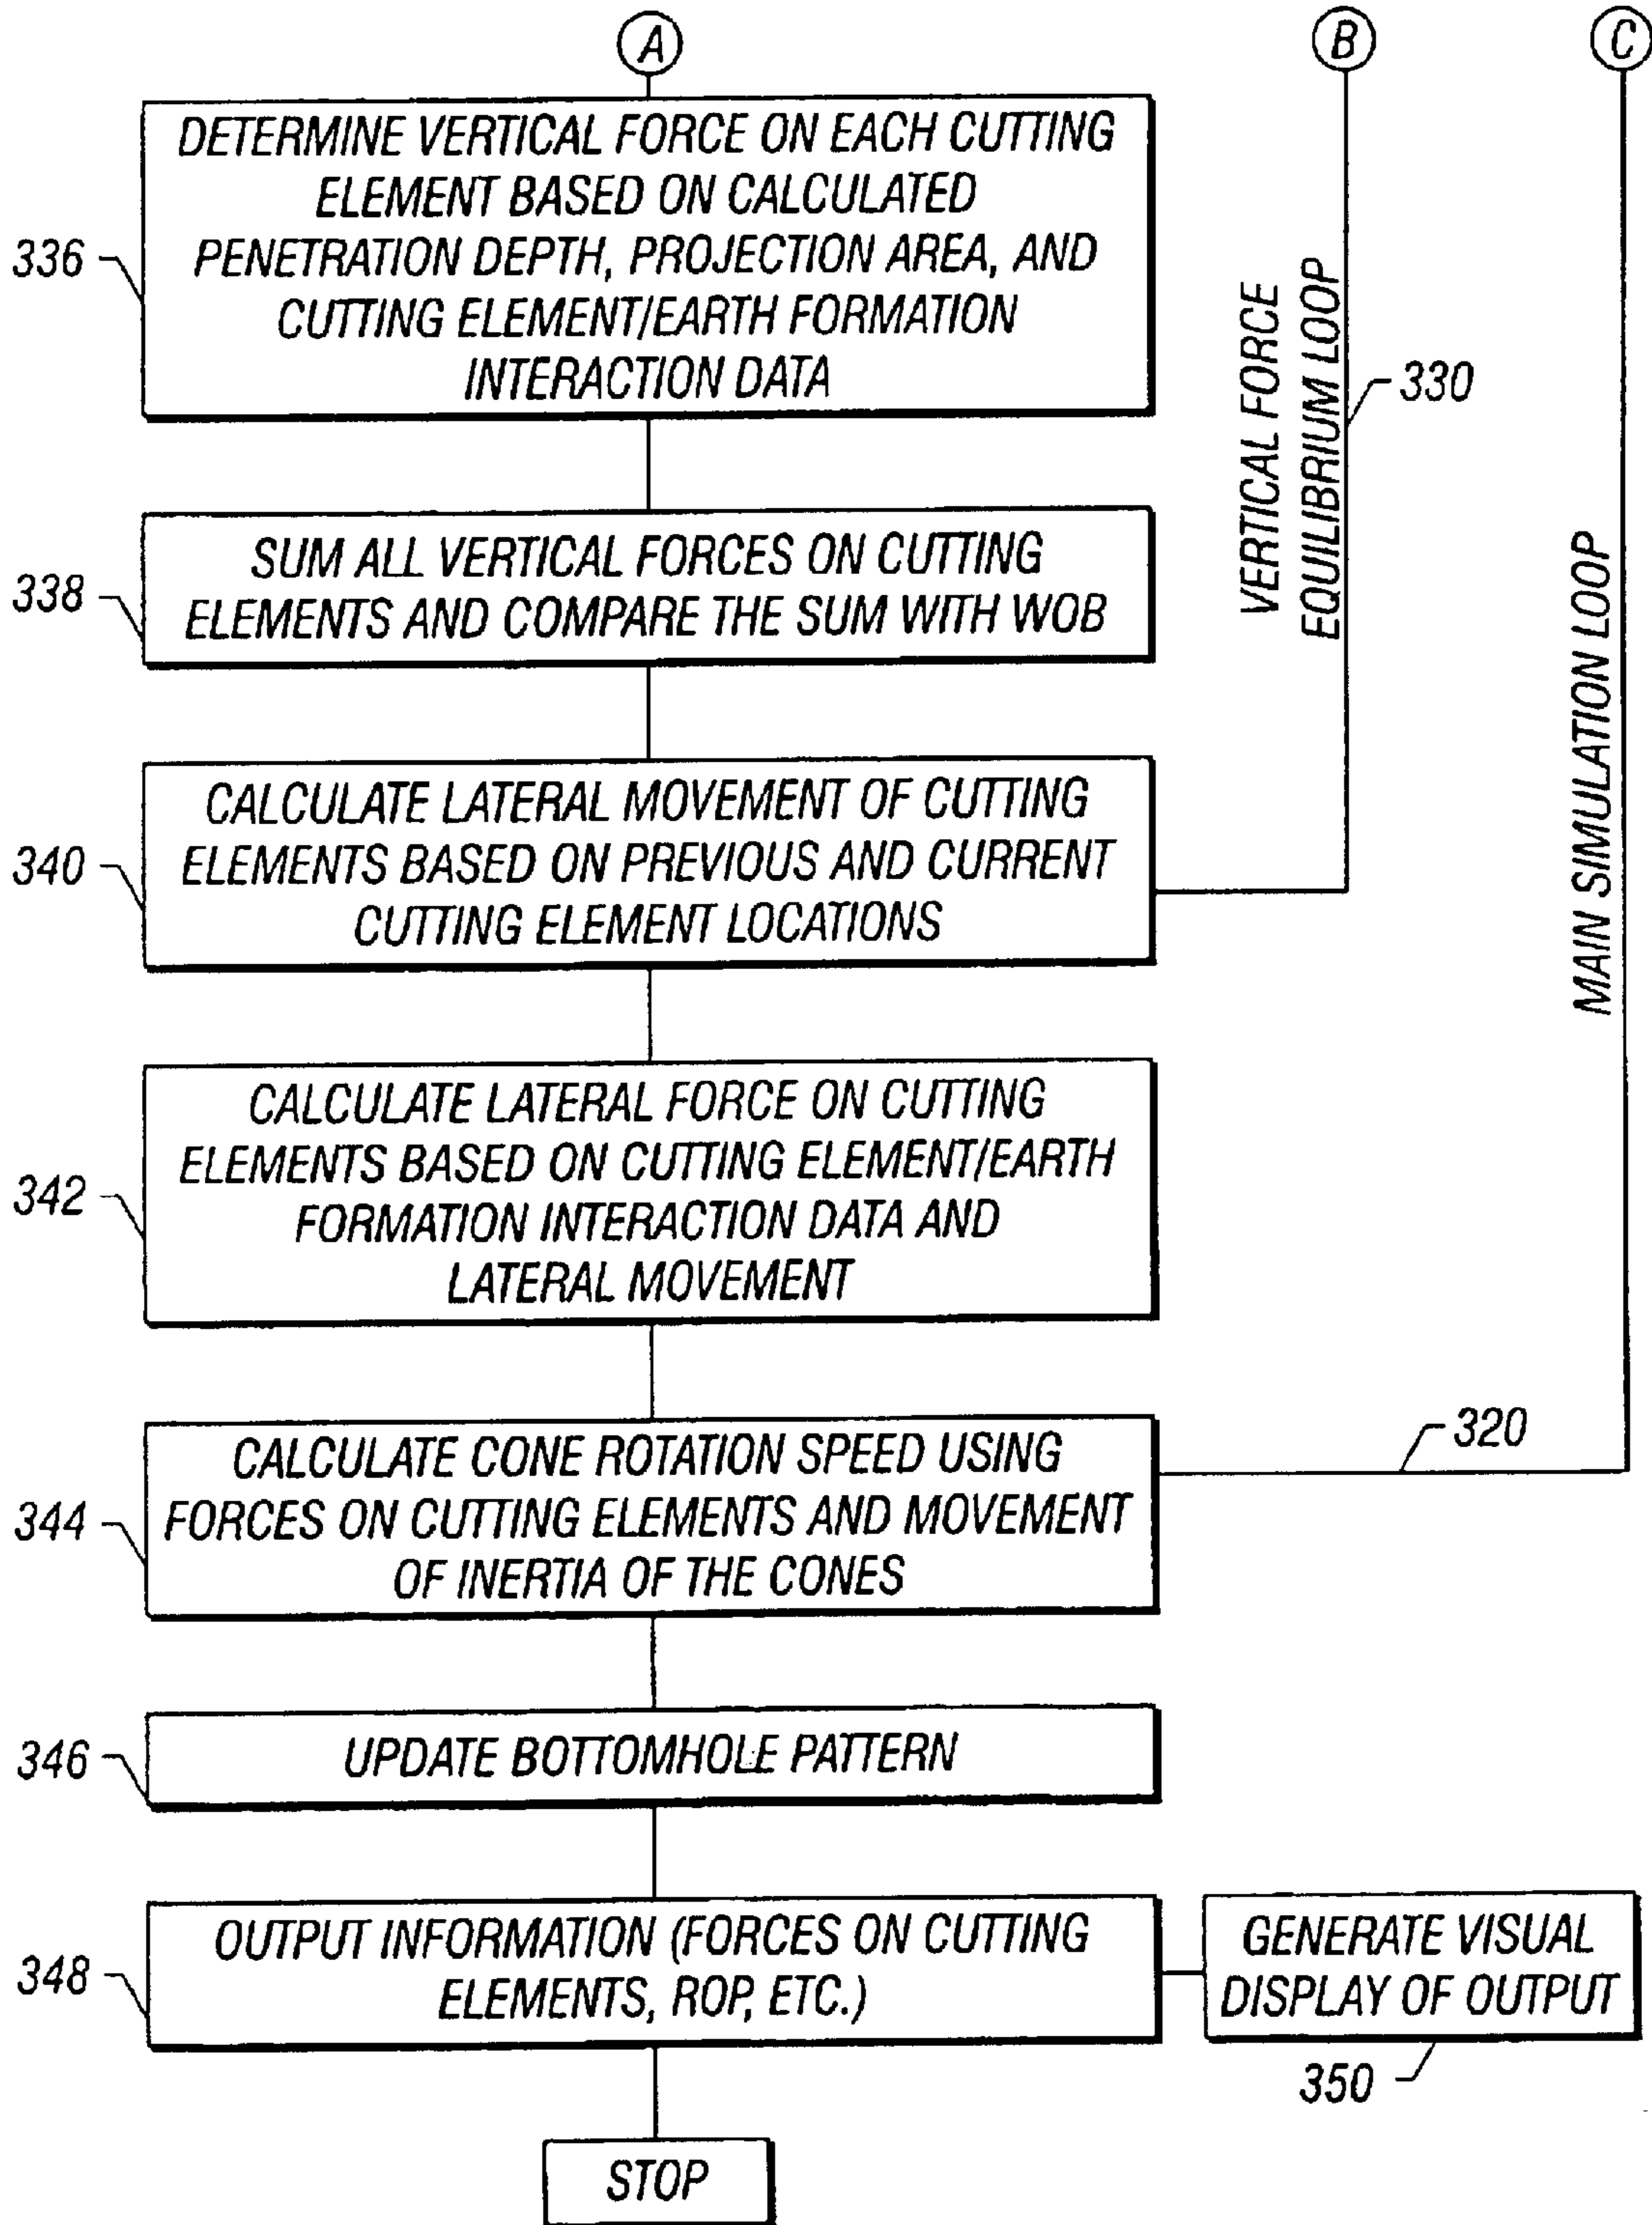 A
B
C
DETERMINE VERTICAL FORCE ON EACH CUTTING
ELEMENT BASED ON CALCULATED
PENETRATION DEPTH, PROJECTION AREA, AND
CUTTING ELEMENT/EARTH FORMATION
INTERACTION DATA
336
VERTICAL FORCE
EQUILIBRIUM LOOP
330
MAIN SIMULATION LOOP
SUM ALL VERTICAL FORCES ON CUTTING
ELEMENTS AND COMPARE THE SUM WITH WOB
338
CALCULATE LATERAL MOVEMENT OF CUTTING
ELEMENTS BASED ON PREVIOUS AND CURRENT
CUTTING ELEMENT LOCATIONS
340
CALCULATE LATERAL FORCE ON CUTTING
ELEMENTS BASED ON CUTTING ELEMENT/EARTH
FORMATION INTERACTION DATA AND
LATERAL MOVEMENT
342
CALCULATE CONE ROTATION SPEED USING
FORCES ON CUTTING ELEMENTS AND MOVEMENT
OF INERTIA OF THE CONES
344
320
UPDATE BOTTOMHOLE PATTERN
346
OUTPUT INFORMATION (FORCES ON CUTTING
ELEMENTS, ROP, ETC.)
348
GENERATE VISUAL
DISPLAY OF OUTPUT
350
STOP